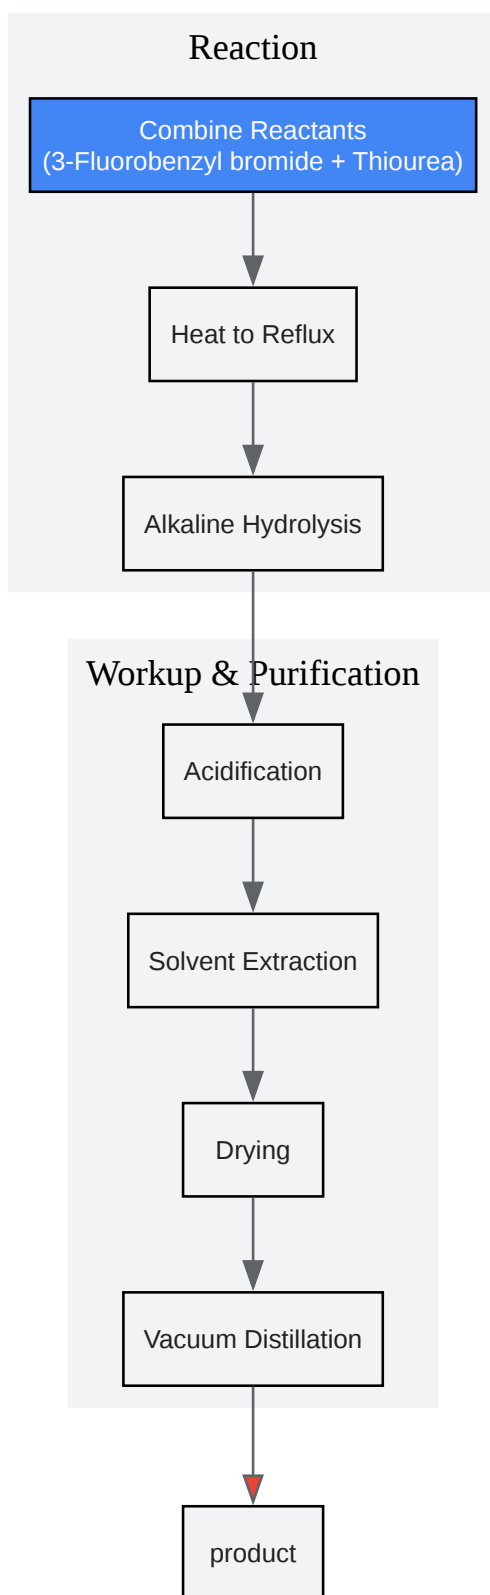 Reaction
Combine Reactants
(3-Fluorobenzyl bromide + Thiourea)
Heat to Reflux
Alkaline Hydrolysis
Workup & Purification
Acidification
Solvent Extraction
Drying
Vacuum Distillation
product